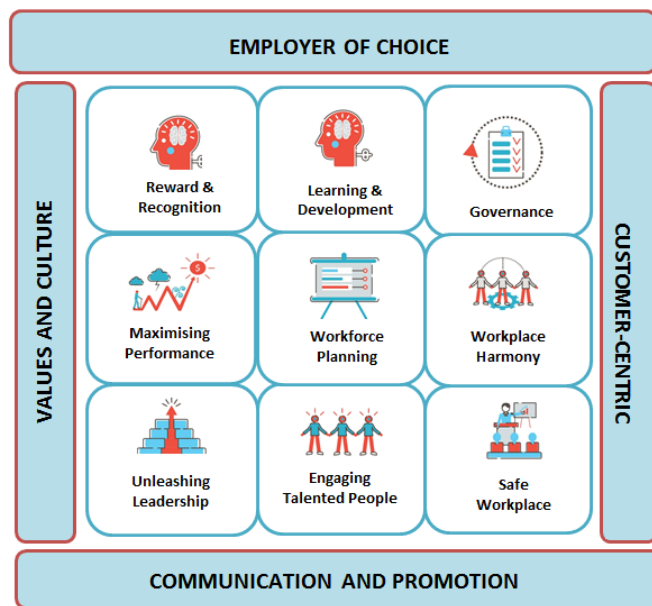 EMPLOYER OF CHOICE
VALUES AND CULTURE
Reward &
Recognition
Learning &
Development
Governance
Maximising
Performance
Workforce
Planning
Workplace
Harmony
Unleashing
Leadership
Engaging
Talented People
Safe
Workplace
CUSTOMER-CENTRIC
COMMUNICATION AND PROMOTION